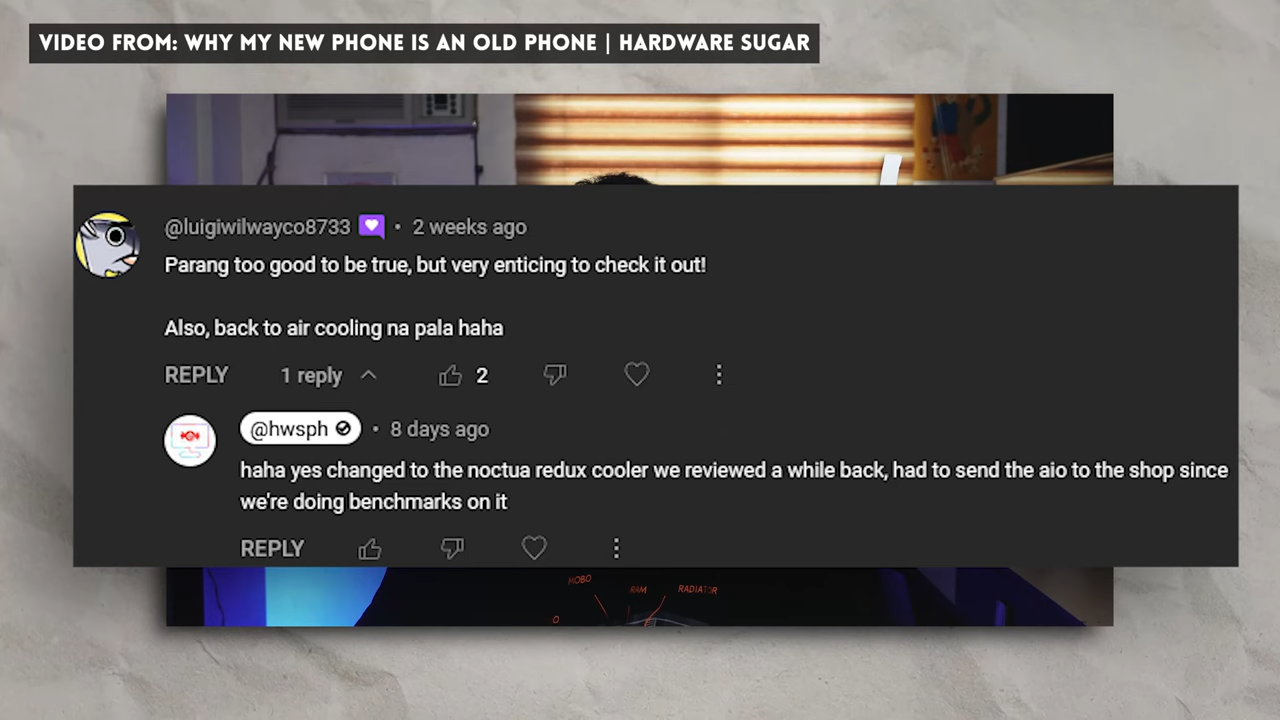 VIDEO FROM: WHY MY NEW PHONE IS AN OLD PHONE | HARDWARE SUGAR
@luigiwilwayco8733 • 2 weeks ago
Parang too good to be true, but very enticing to check it out!
Also, back to air cooling na pala haha
REPLY 1 reply 2
@hwsph • 8 days ago
haha yes changed to the noctua redux cooler we reviewed a while back, had to send the aio to the shop since
we're doing benchmarks on it
REPLY
MOBO
RAM RADIATOR